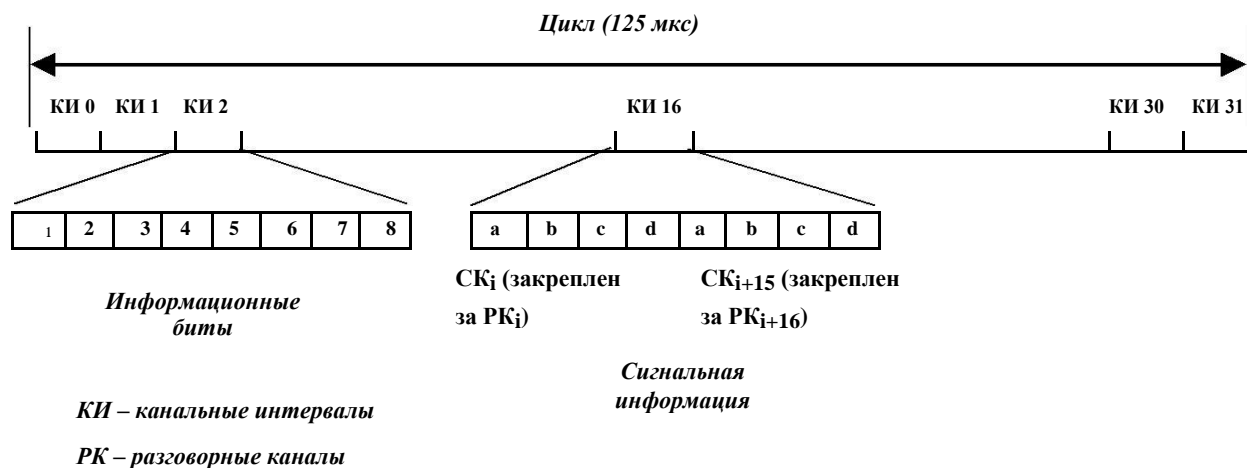 Цикл (125 мкс)
КИ 0 КИ 1 КИ 2 КИ 16 КИ 30 КИ 31
1 2 3 4 5 6 7 8 a b c d a b c d
Информационные
биты
СКi (закреплен
за РКi)
СКi+15 (закреплен
за РКi+16)
Сигнальная
информация
КИ – канальные интервалы
РК – разговорные каналы